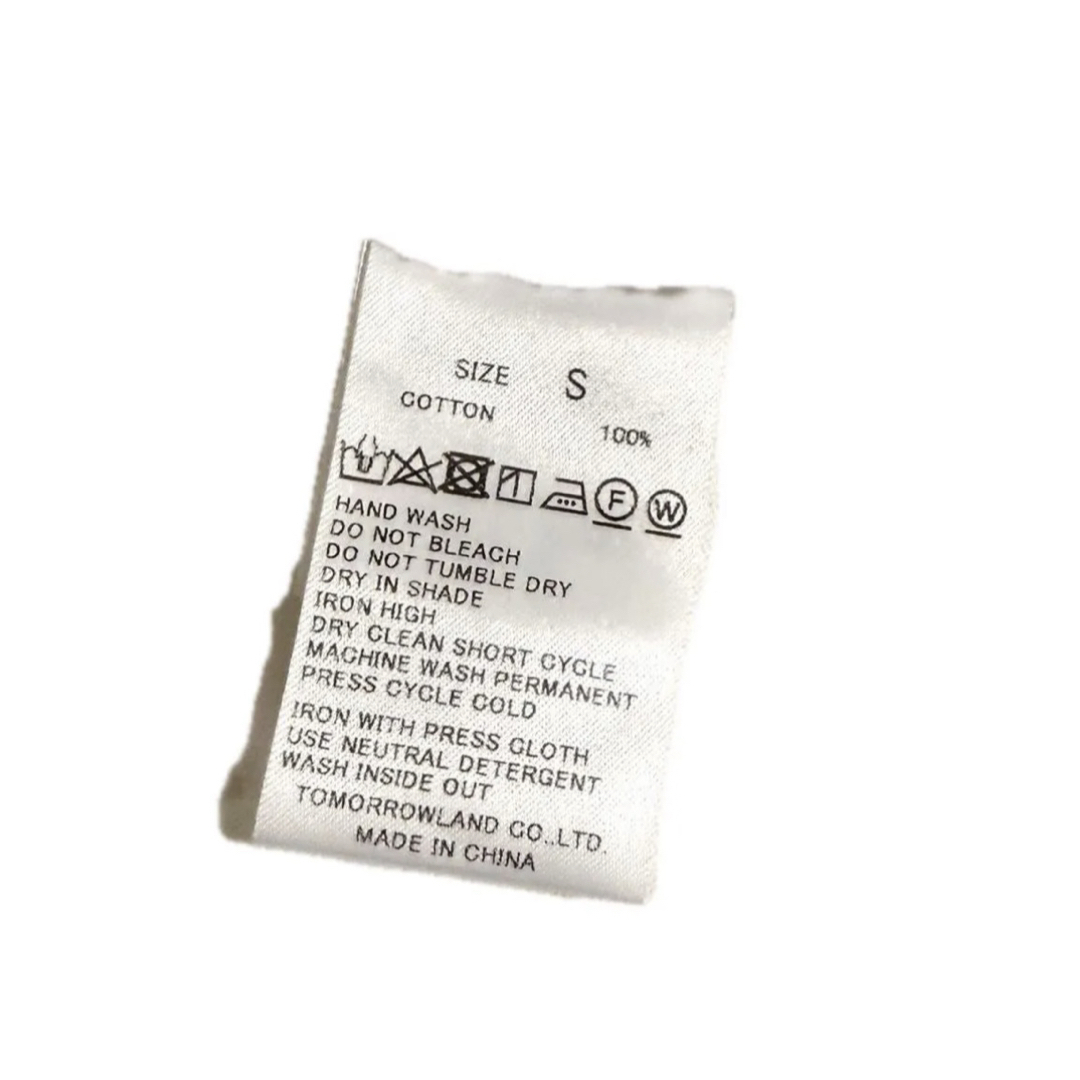 SIZE S
COTTON 100%
F W
HAND WASH
DO NOT BLEACH
DO NOT TUMBLE DRY
DRY IN SHADE
IRON HIGH
DRY CLEAN SHORT CYCLE
MACHINE WASH PERMANENT
PRESS CYCLE COLD
IRON WITH PRESS CLOTH
USE NEUTRAL DETERGENT
WASH INSIDE OUT
TOMORROWLAND CO.,LTD.
MADE IN CHINA